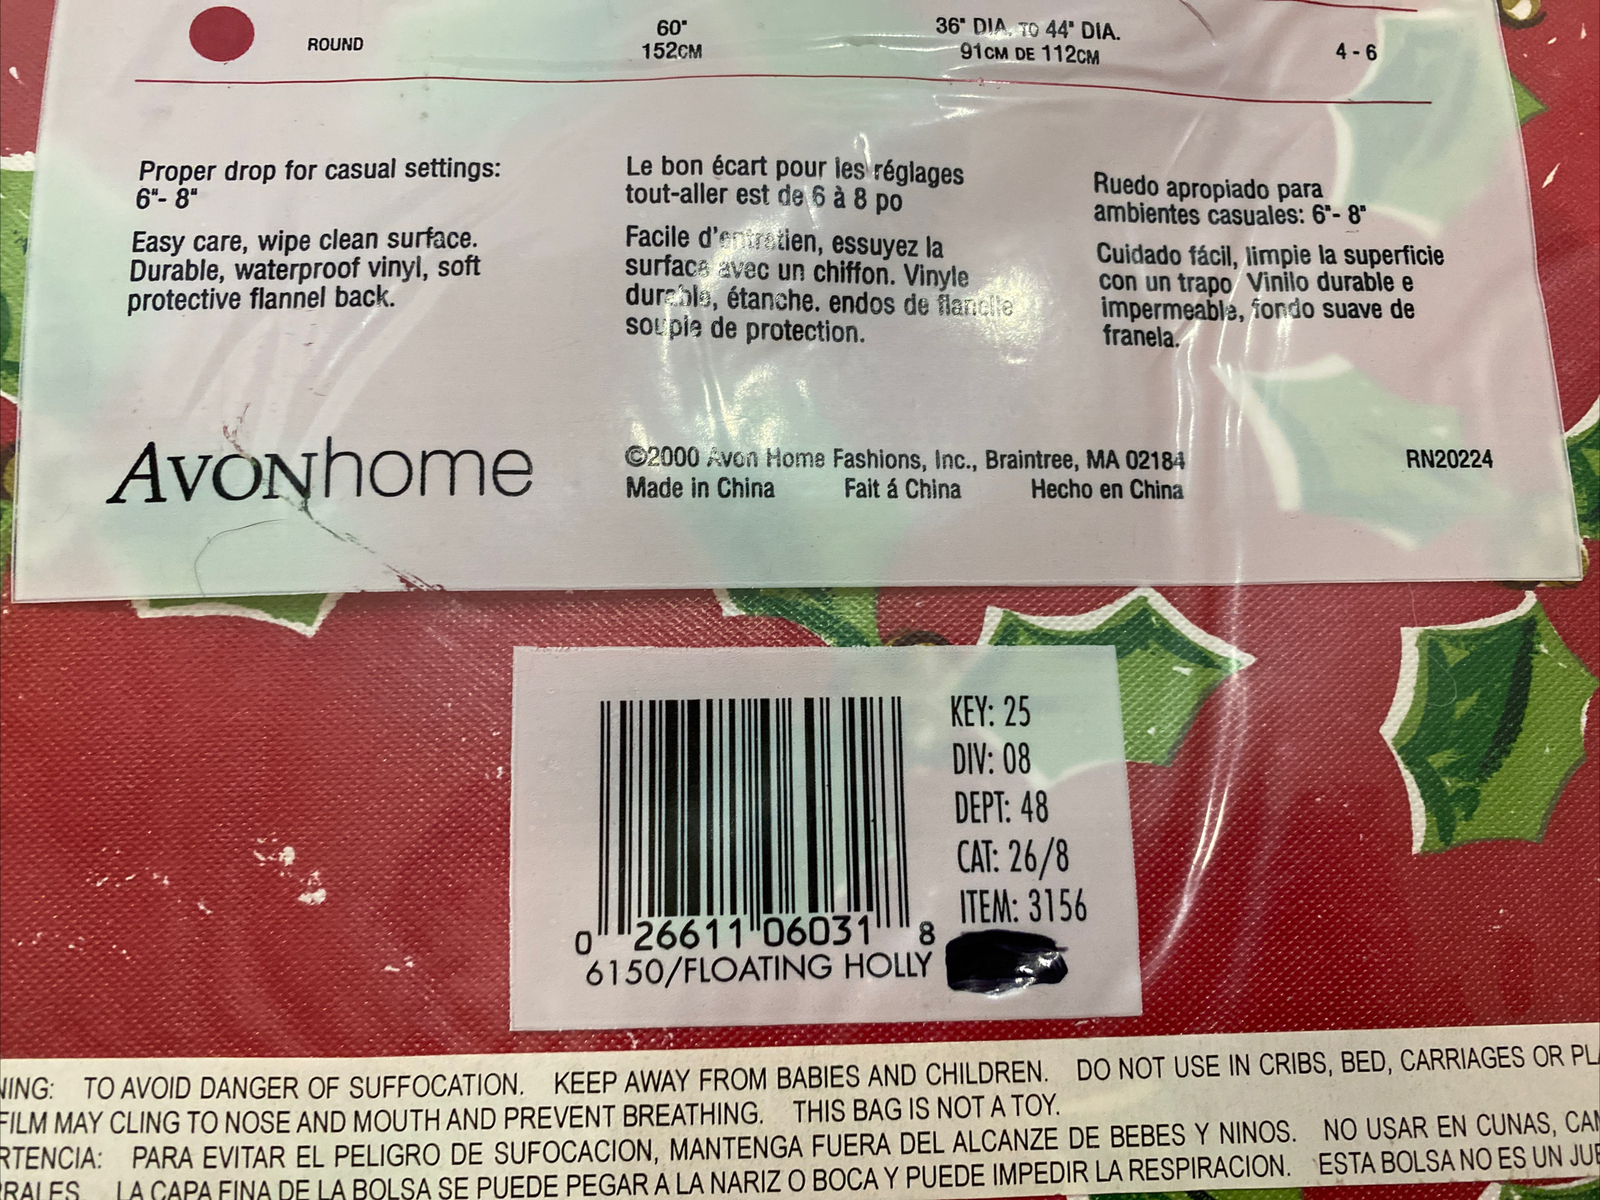 ROUND
60"
152CM
36" DIA. TO 44" DIA.
91CM DE 112CM
4 - 6
Proper drop for casual settings:
6"- 8"
Easy care, wipe clean surface.
Durable, waterproof vinyl, soft
protective flannel back.
Le bon écart pour les réglages
tout-aller est de 6 à 8 po
Facile d'entretien, essuyez la
surface avec un chiffon. Vinyle
durable, étanche. endos de flanelle
souple de protection.
Ruedo apropiado para
ambientes casuales: 6"- 8"
Cuidado fácil, limpie la superficie
con un trapo. Vinilo durable e
impermeable, fondo suave de
franela.
AVONhome
©2000 Avon Home Fashions, Inc., Braintree, MA 02184
Made in China Fait á China Hecho en China
RN20224
KEY: 25
DIV: 08
DEPT: 48
CAT: 26/8
ITEM: 3156
0 26611 06031 8
6150/FLOATING HOLLY
NING: TO AVOID DANGER OF SUFFOCATION. KEEP AWAY FROM BABIES AND CHILDREN. DO NOT USE IN CRIBS, BED, CARRIAGES OR PL
FILM MAY CLING TO NOSE AND MOUTH AND PREVENT BREATHING. THIS BAG IS NOT A TOY.
RTENCIA: PARA EVITAR EL PELIGRO DE SUFOCACION, MANTENGA FUERA DEL ALCANZE DE BEBES Y NINOS. NO USAR EN CUNAS, CAM
RRALES. LA CAPA FINA DE LA BOLSA SE PUEDE PEGAR A LA NARIZ O BOCA Y PUEDE IMPEDIR LA RESPIRACION. ESTA BOLSA NO ES UN JUE